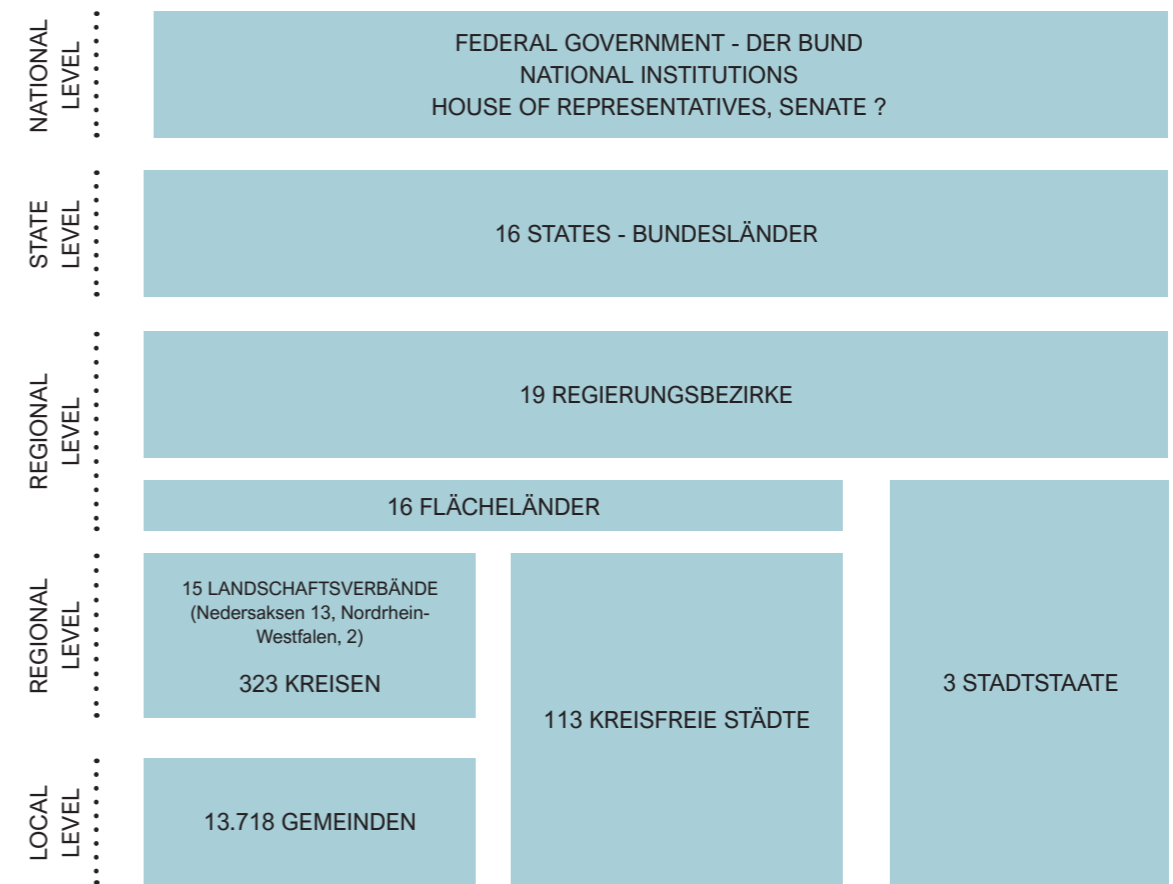 NATIONAL
LEVEL
FEDERAL GOVERNMENT - DER BUND
NATIONAL INSTITUTIONS
HOUSE OF REPRESENTATIVES, SENATE ?
STATE
LEVEL
16 STATES - BUNDESLÄNDER
REGIONAL
LEVEL
19 REGIERUNGSBEZIRKE
16 FLÄCHELÄNDER
REGIONAL
LEVEL
15 LANDSCHAFTSVERBÄNDE
(Nedersaksen 13, Nordrhein-
Westfalen, 2)
323 KREISEN
113 KREISFREIE STÄDTE
3 STADTSTAATE
LOCAL
LEVEL
13.718 GEMEINDEN